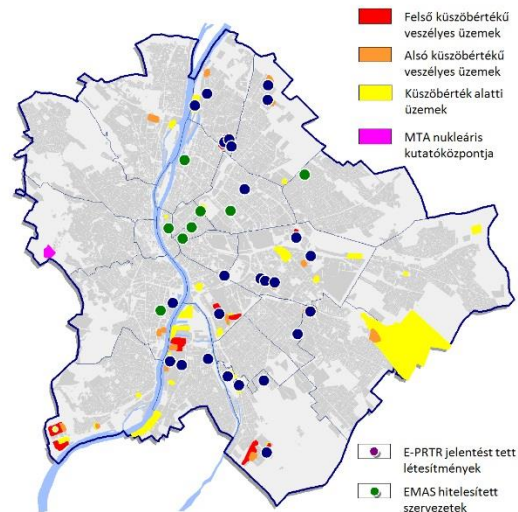 Felső küszöbértékű
veszélyes üzemek
Alsó küszöbértékű
veszélyes üzemek
Küszöbérték alatti
üzemek
MTA nukleáris
kutatóközpontja
E-PRTR jelentést tett
létesítmények
EMAS hitelesített
szervezetek